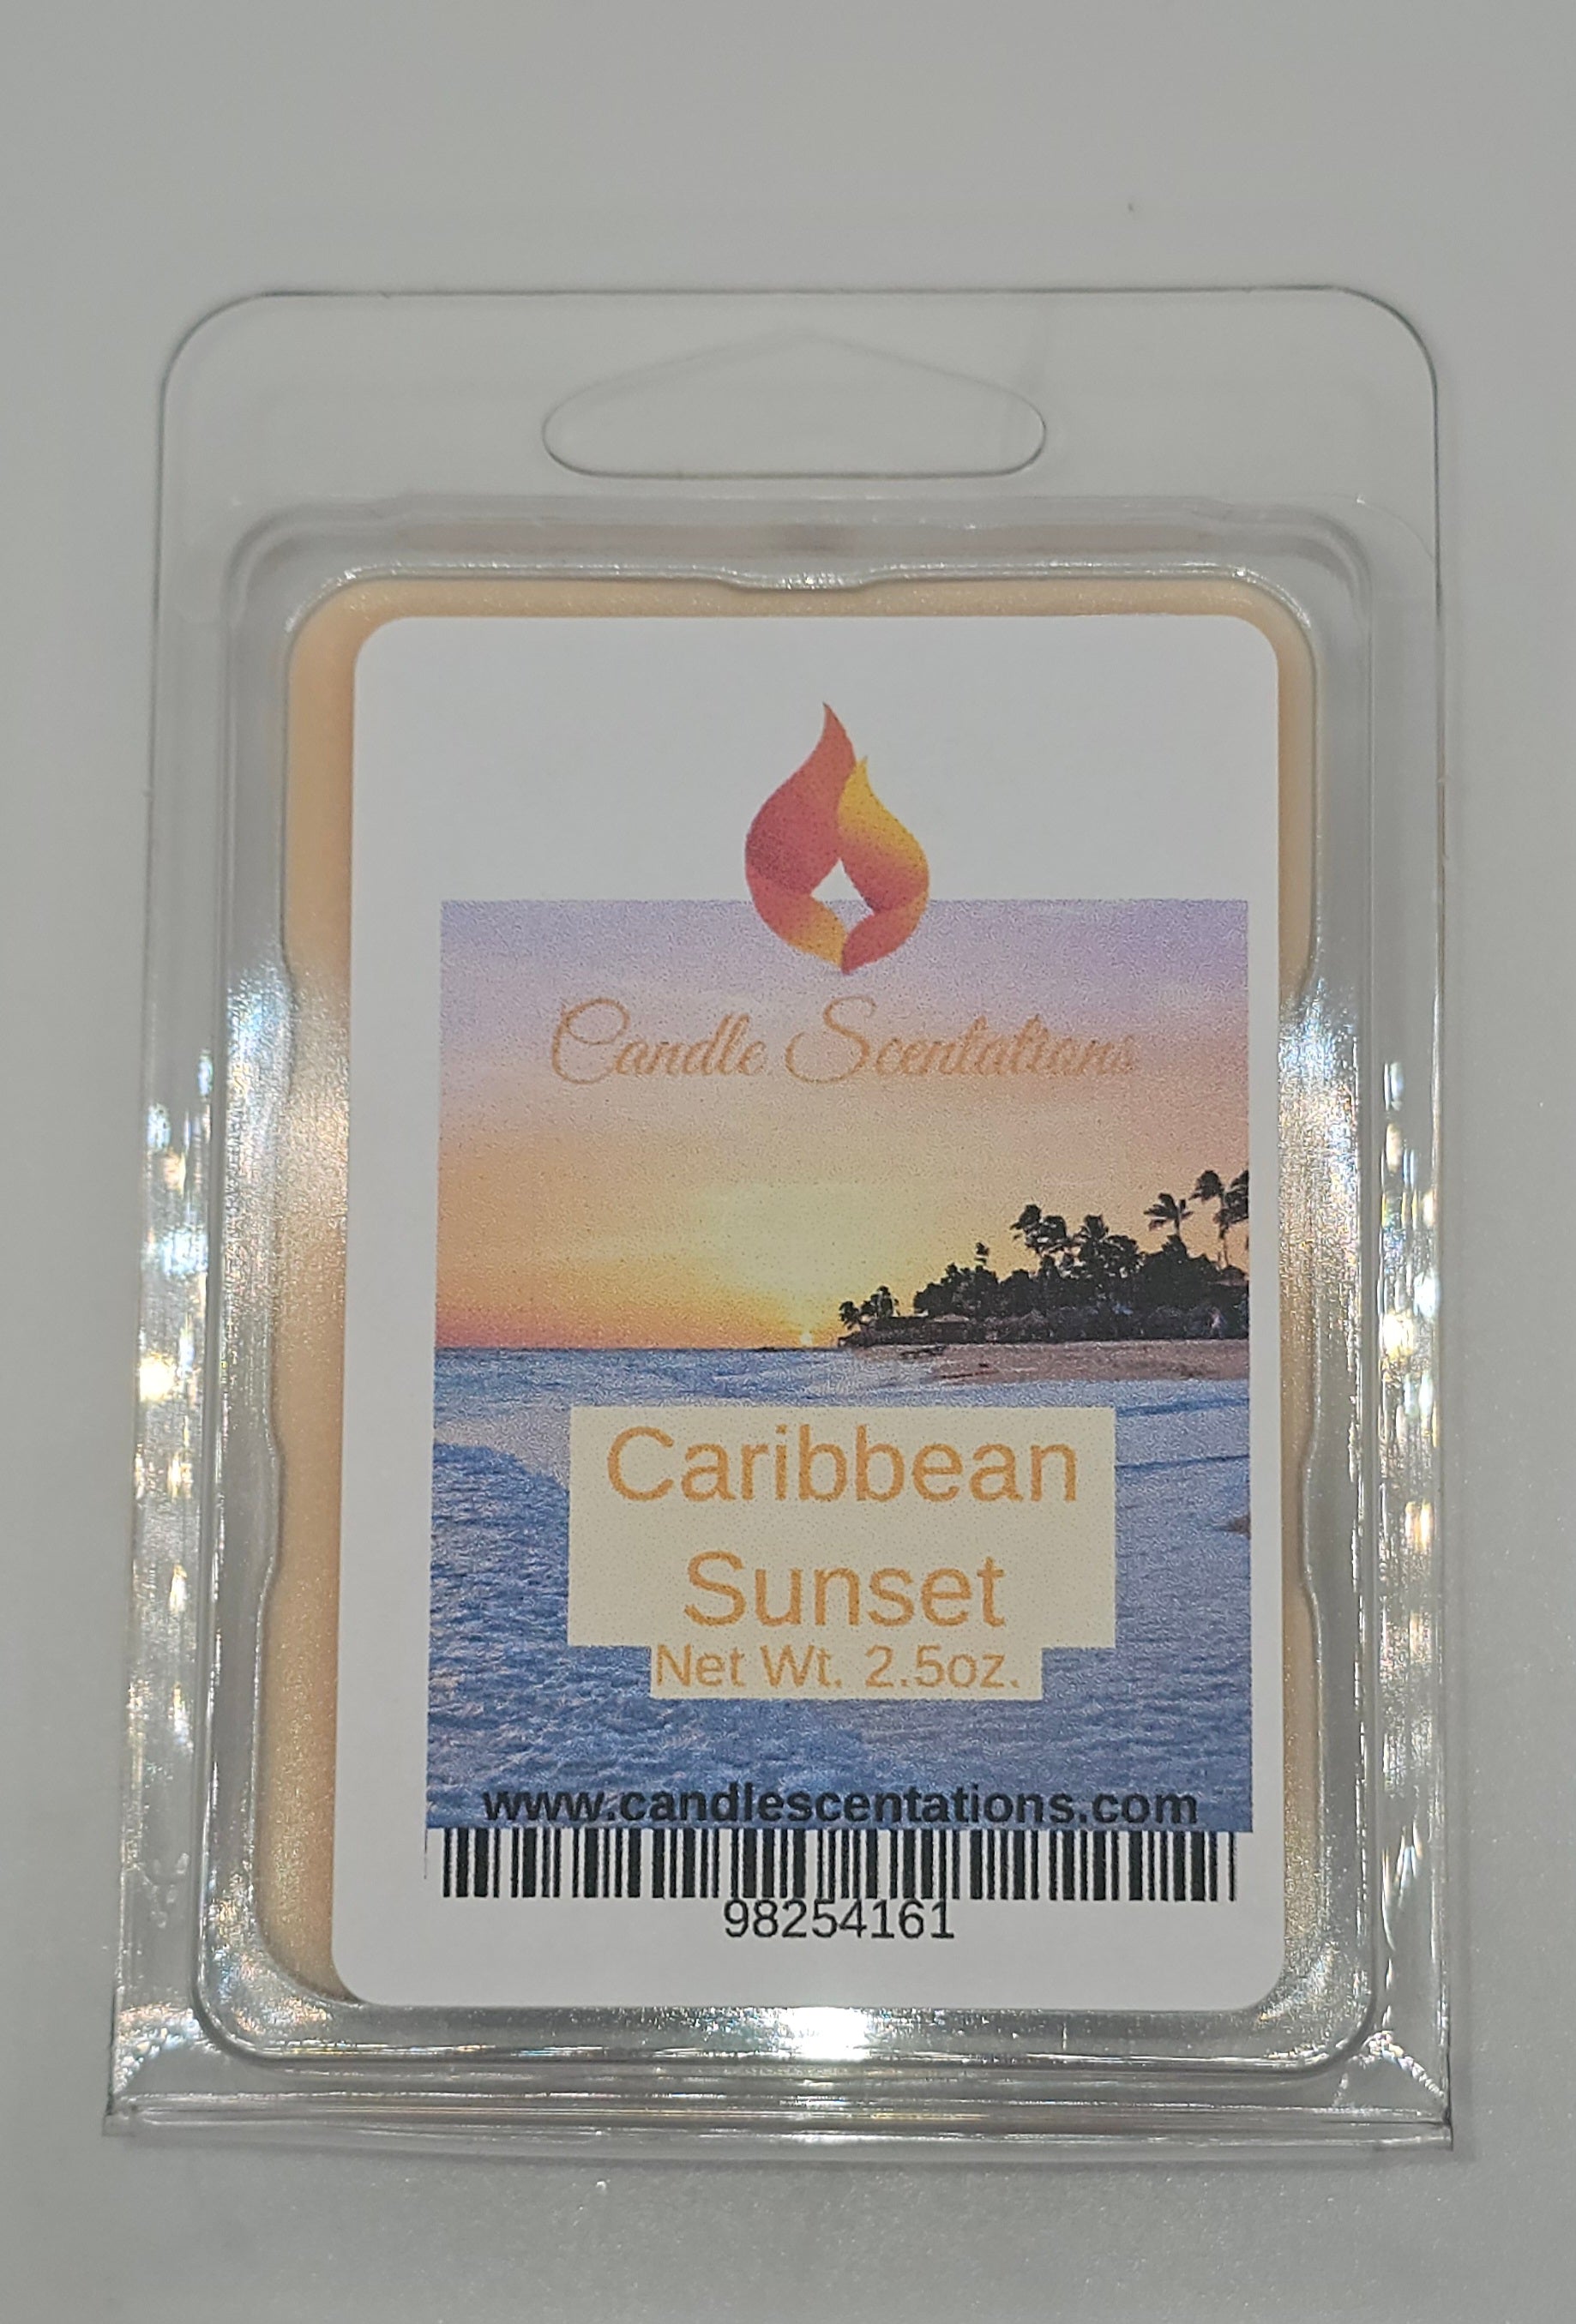 Candle Scentations
Caribbean
Sunset
Net Wt. 2.5oz.
www.candlescentations.com
98254161